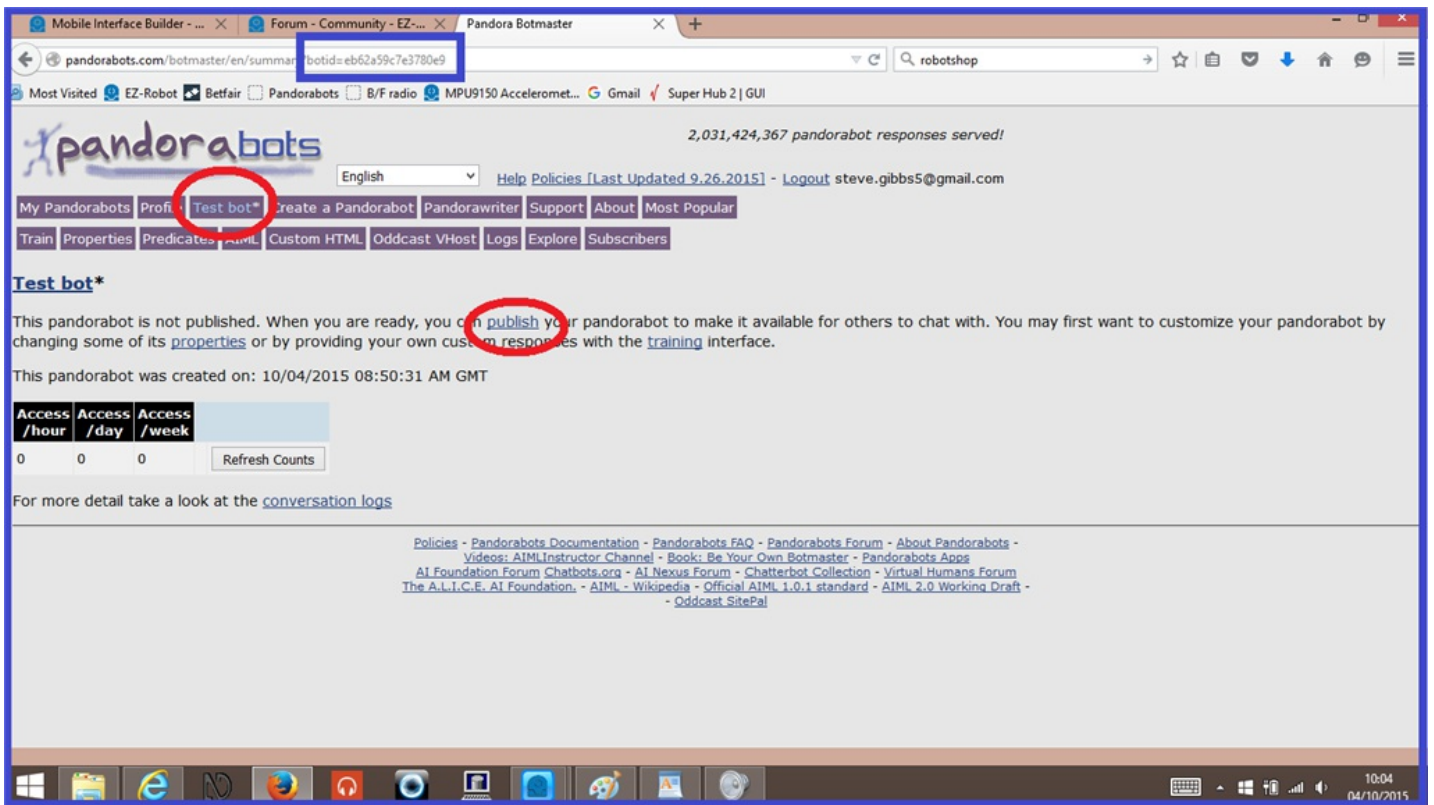 Mobile Interface Builder - ...
Forum - Community - EZ-...
Pandora Botmaster
pandorabots.com/botmaster/en/summary?botid=eb62a59c7e3780e9
robotshop
Most Visited EZ-Robot Betfair Pandorabots B/F radio MPU9150 Acceleromet... Gmail Super Hub 2 | GUI
pandorabots
2,031,424,367 pandorabot responses served!
English
Help Policies [Last Updated 9.26.2015] - Logout steve.gibbs5@gmail.com
My Pandorabots Profile Test bot* Create a Pandorabot Pandorawriter Support About Most Popular
Train Properties Predicates AIML Custom HTML Oddcast VHost Logs Explore Subscribers
Test bot*
This pandorabot is not published. When you are ready, you can publish your pandorabot to make it available for others to chat with. You may first want to customize your pandorabot by
changing some of its properties or by providing your own custom responses with the training interface.
This pandorabot was created on: 10/04/2015 08:50:31 AM GMT
Access Access Access
/hour /day /week
0 0 0 Refresh Counts
For more detail take a look at the conversation logs
Policies - Pandorabots Documentation - Pandorabots FAQ - Pandorabots Forum - About Pandorabots -
Videos: AIMLInstructor Channel - Book: Be Your Own Botmaster - Pandorabots Apps
AI Foundation Forum Chatbots.org - AI Nexus Forum - Chatterbot Collection - Virtual Humans Forum
The A.L.I.C.E. AI Foundation. - AIML - Wikipedia - Official AIML 1.0.1 standard - AIML 2.0 Working Draft -
- Oddcast SitePal
10:04
04/10/2015